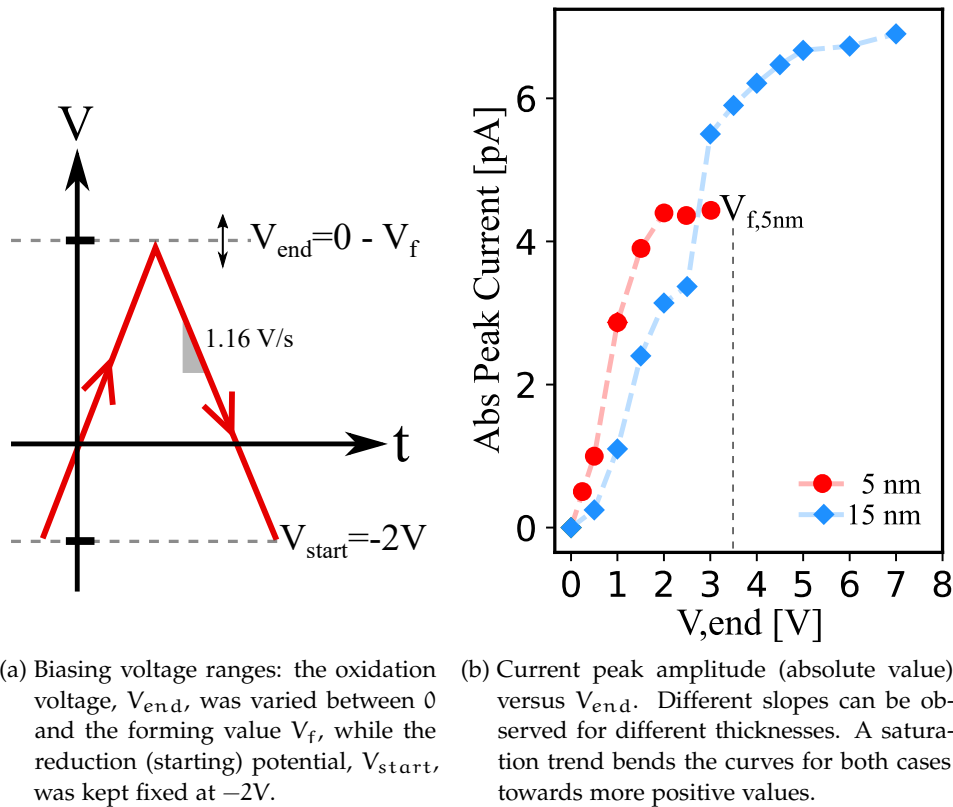 V
V_end=0 - V_f
1.16 V/s
t
V_start=-2V
Abs Peak Current [pA]
6
4
2
0
V_f,5nm
5 nm
15 nm
0 1 2 3 4 5 6 7 8
V,end [V]
(a) Biasing voltage ranges: the oxidation
voltage, V_end, was varied between 0
and the forming value V_f, while the
reduction (starting) potential, V_start,
was kept fixed at −2V.
(b) Current peak amplitude (absolute value)
versus V_end. Different slopes can be ob-
served for different thicknesses. A satura-
tion trend bends the curves for both cases
towards more positive values.